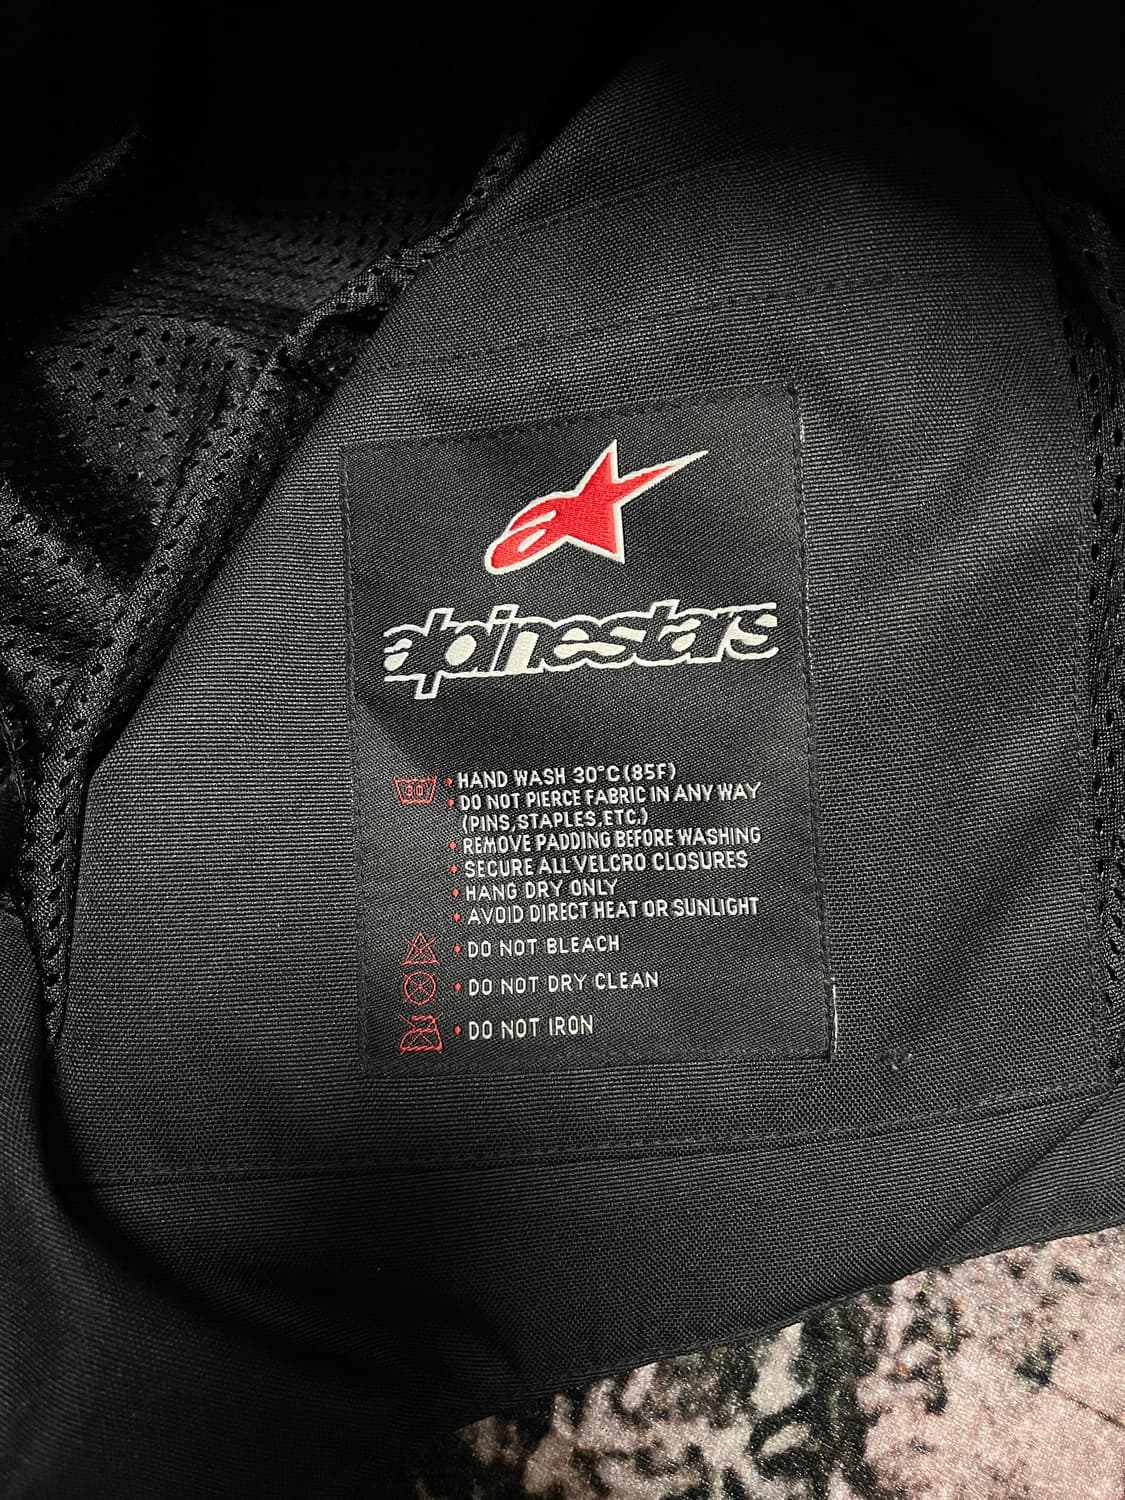 alpinestars
30°
• HAND WASH 30°C (85F)
• DO NOT PIERCE FABRIC IN ANY WAY
(PINS, STAPLES, ETC.)
• REMOVE PADDING BEFORE WASHING
• SECURE ALL VELCRO CLOSURES
• HANG DRY ONLY
• AVOID DIRECT HEAT OR SUNLIGHT
• DO NOT BLEACH
• DO NOT DRY CLEAN
• DO NOT IRON